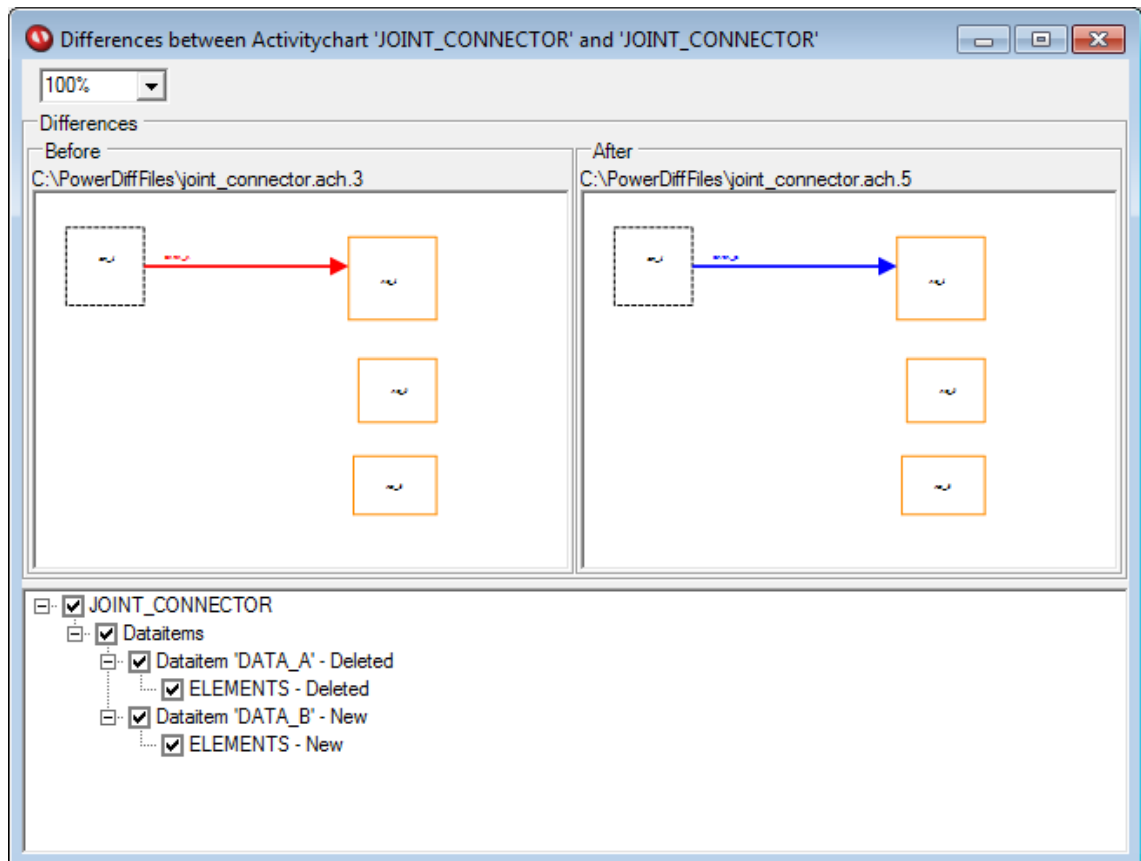 Differences between Activitychart 'JOINT_CONNECTOR' and 'JOINT_CONNECTOR'
100%
Differences
Before
C:\PowerDiffFiles\joint_connector.ach.3
After
C:\PowerDiffFiles\joint_connector.ach.5
JOINT_CONNECTOR
Dataitems
Dataitem 'DATA_A' - Deleted
ELEMENTS - Deleted
Dataitem 'DATA_B' - New
ELEMENTS - New